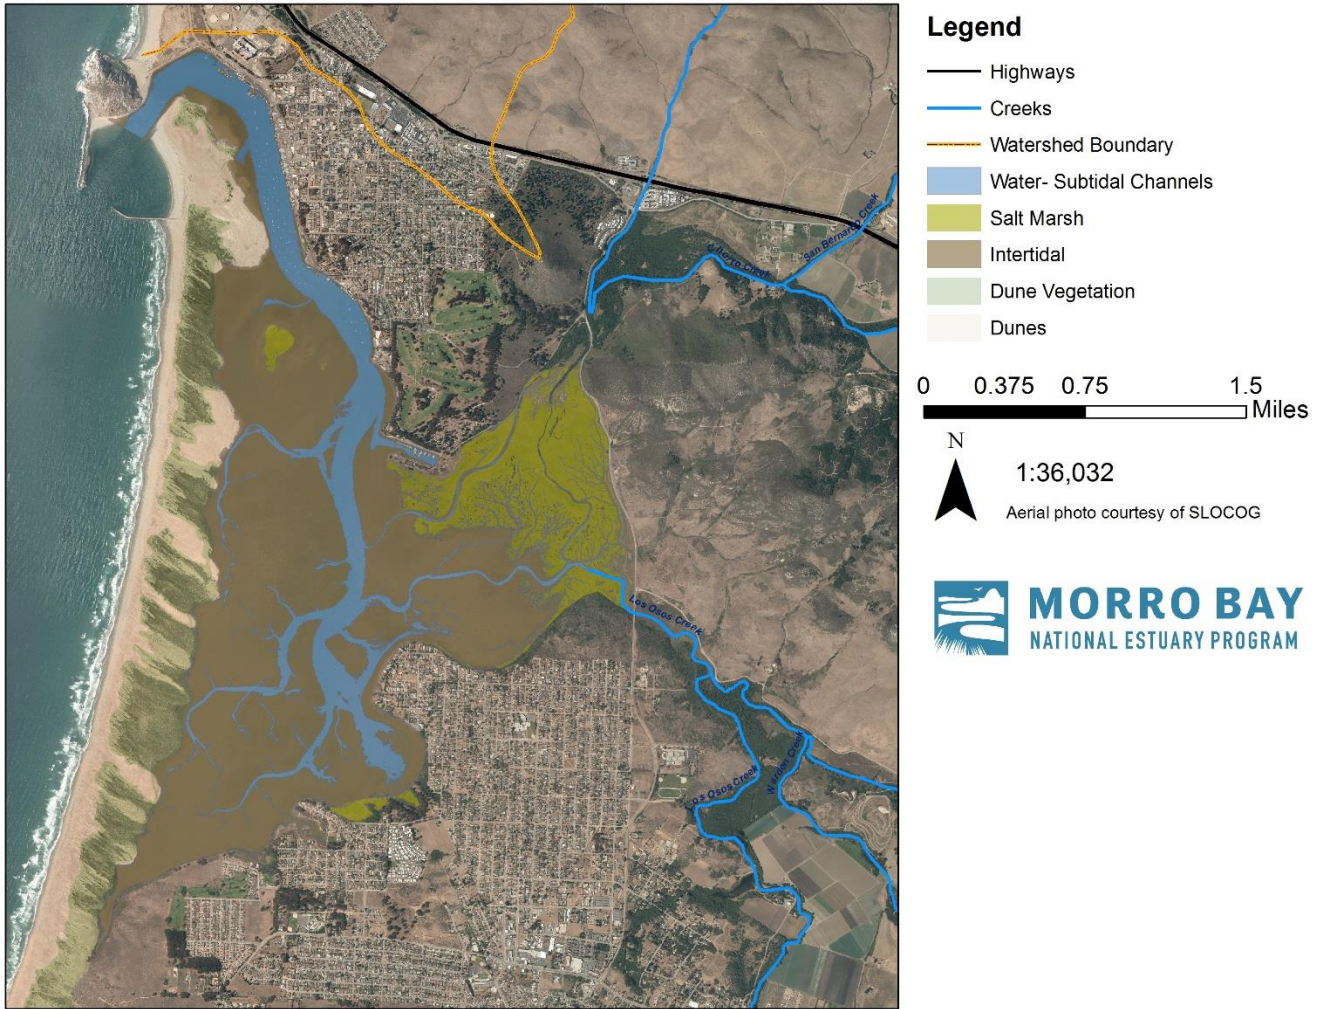 Legend
Highways
Creeks
Watershed Boundary
Water- Subtidal Channels
Salt Marsh
Intertidal
Dune Vegetation
Dunes
0 0.375 0.75 1.5
Miles
N
1:36,032
Aerial photo courtesy of SLOCOG
MORRO BAY
NATIONAL ESTUARY PROGRAM
San Bernardo Creek
Chorro Creek
Los Osos Creek
Los Osos Creek
Warden Creek